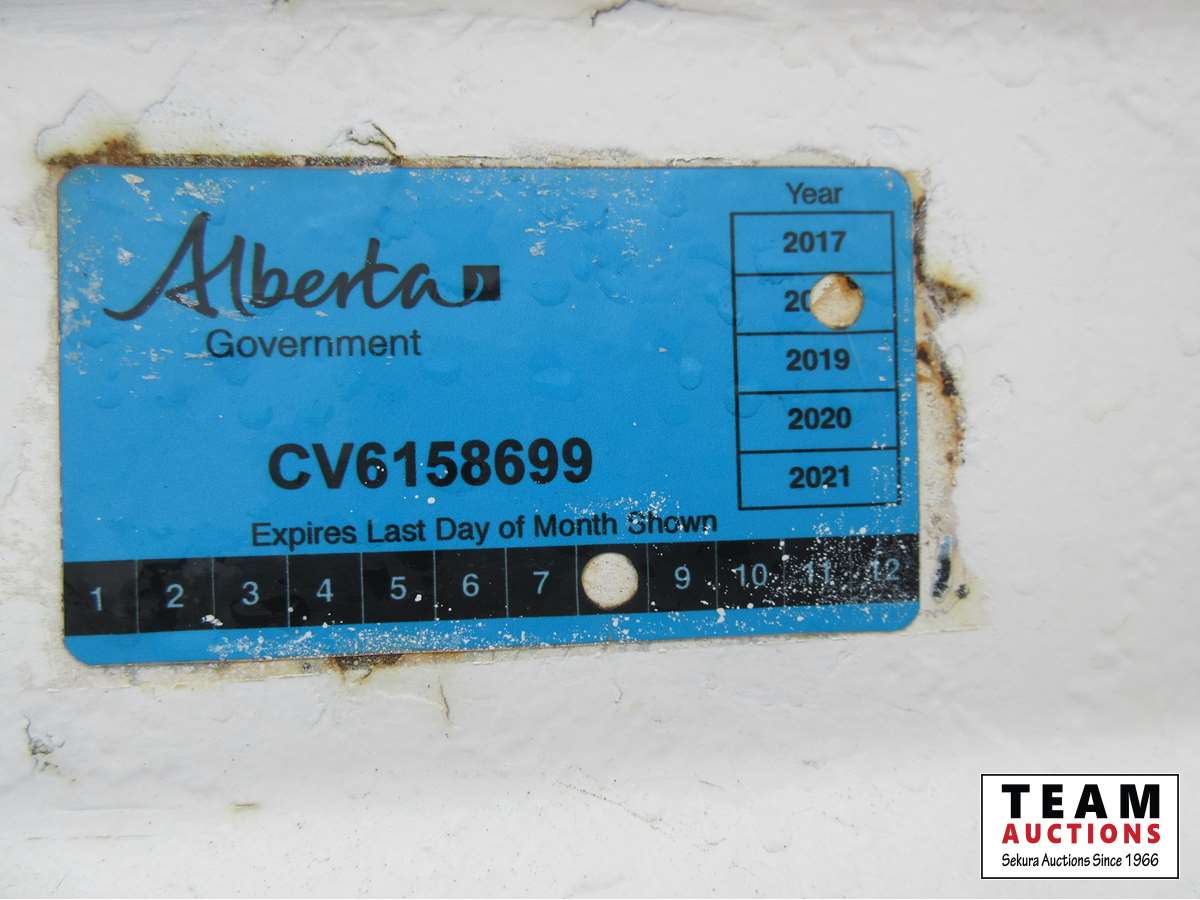 Alberta
Government
Year
2017
20
2019
2020
2021
CV6158699
Expires Last Day of Month Shown
1 2 3 4 5 6 7 9 10 11 12
TEAM
AUCTIONS
Sekura Auctions Since 1966